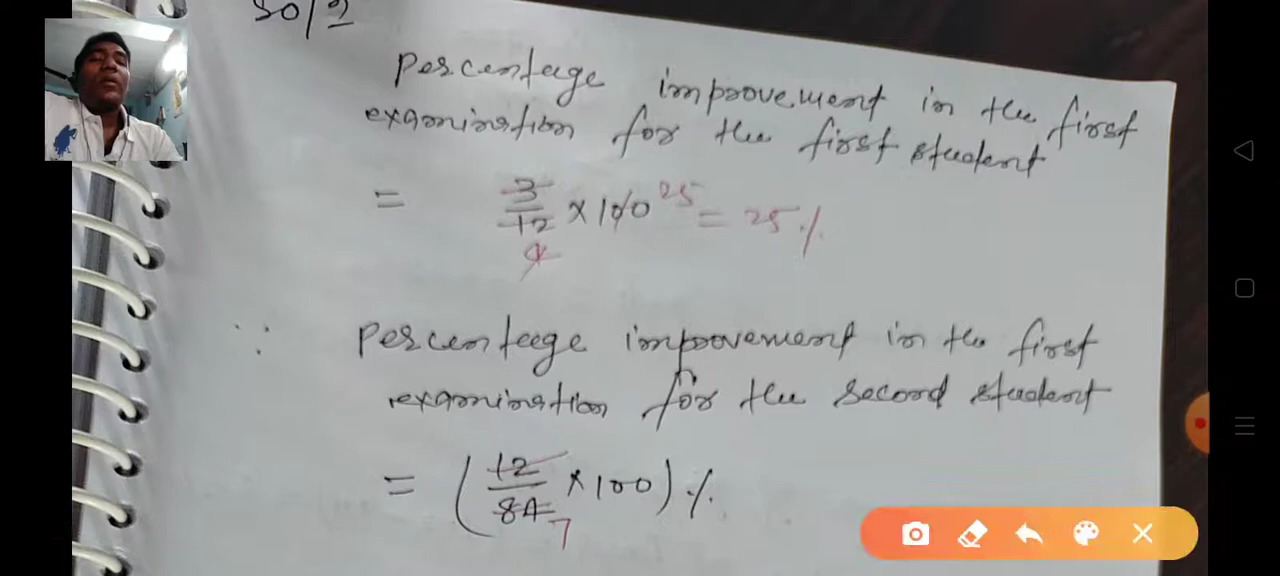 Sol 2
Percentage improvement in the first
examination for the first student
= 3/12 × 100 25 = 25 %
4
∵ Percentage improvement in the first
examination for the second student
= (12/84 × 100) %
7